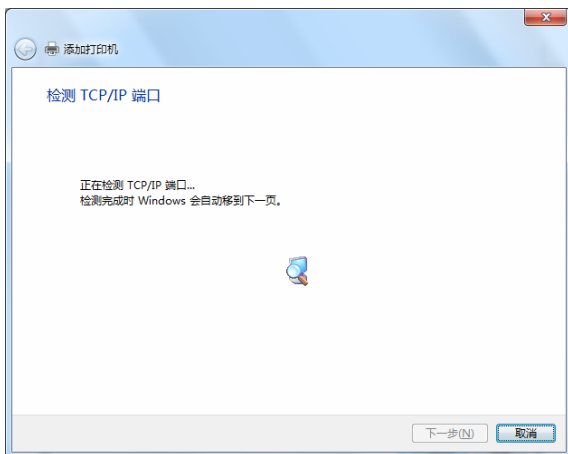 添加打印机
检测 TCP/IP 端口
正在检测 TCP/IP 端口...
检测完成时 Windows 会自动移到下一页。
下一步(N) 取消